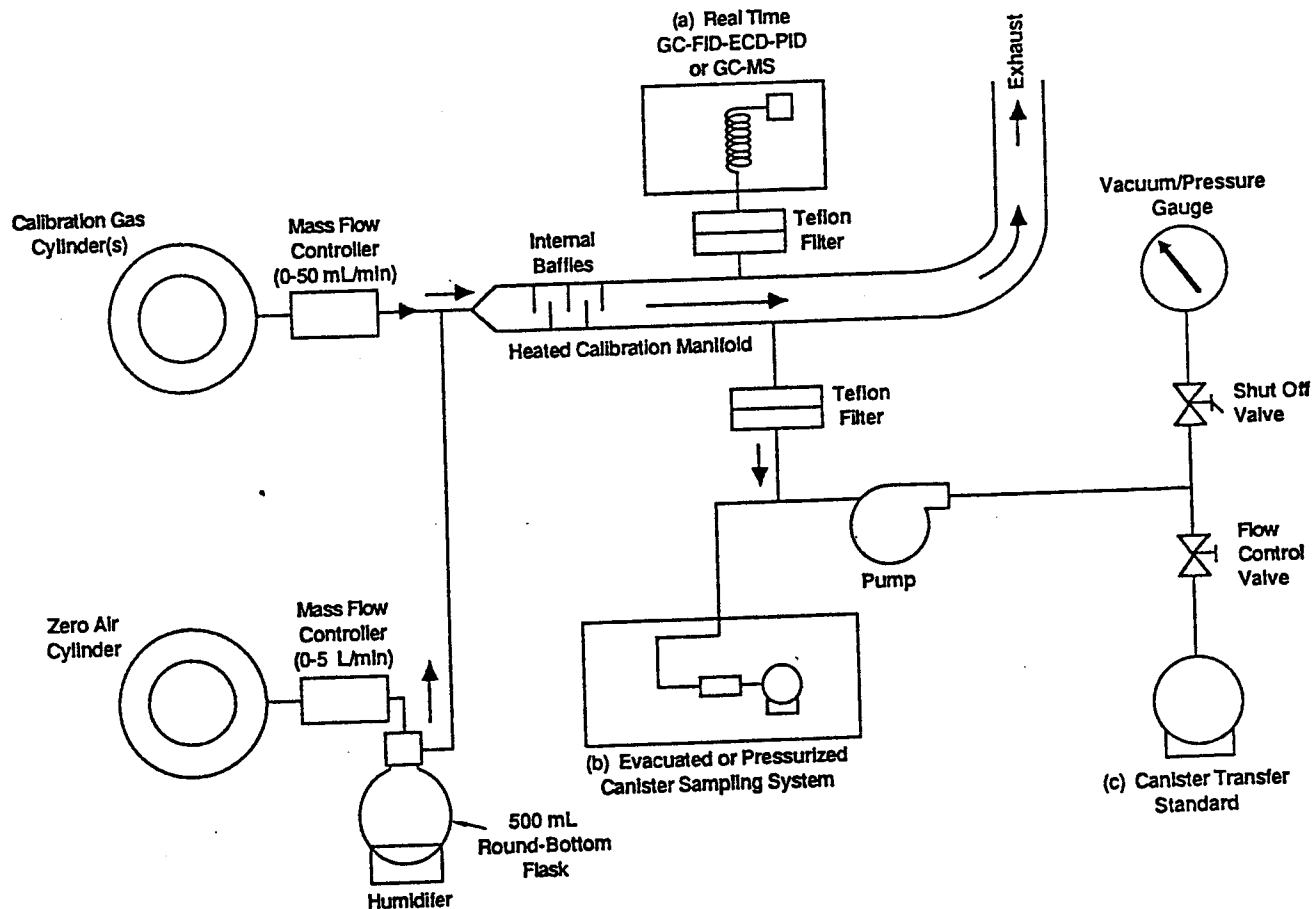 (a) Real Time
GC-FID-ECD-PID
or GC-MS
Exhaust
Vacuum/Pressure
Gauge
Calibration Gas
Cylinder(s)
Mass Flow
Controller
(0-50 mL/min)
Internal
Baffles
Teflon
Filter
Heated Calibration Manifold
Teflon
Filter
Shut Off
Valve
Pump
Flow
Control
Valve
Zero Air
Cylinder
Mass Flow
Controller
(0-5 L/min)
(b) Evacuated or Pressurized
Canister Sampling System
(c) Canister Transfer
Standard
500 mL
Round-Bottom
Flask
Humidifer